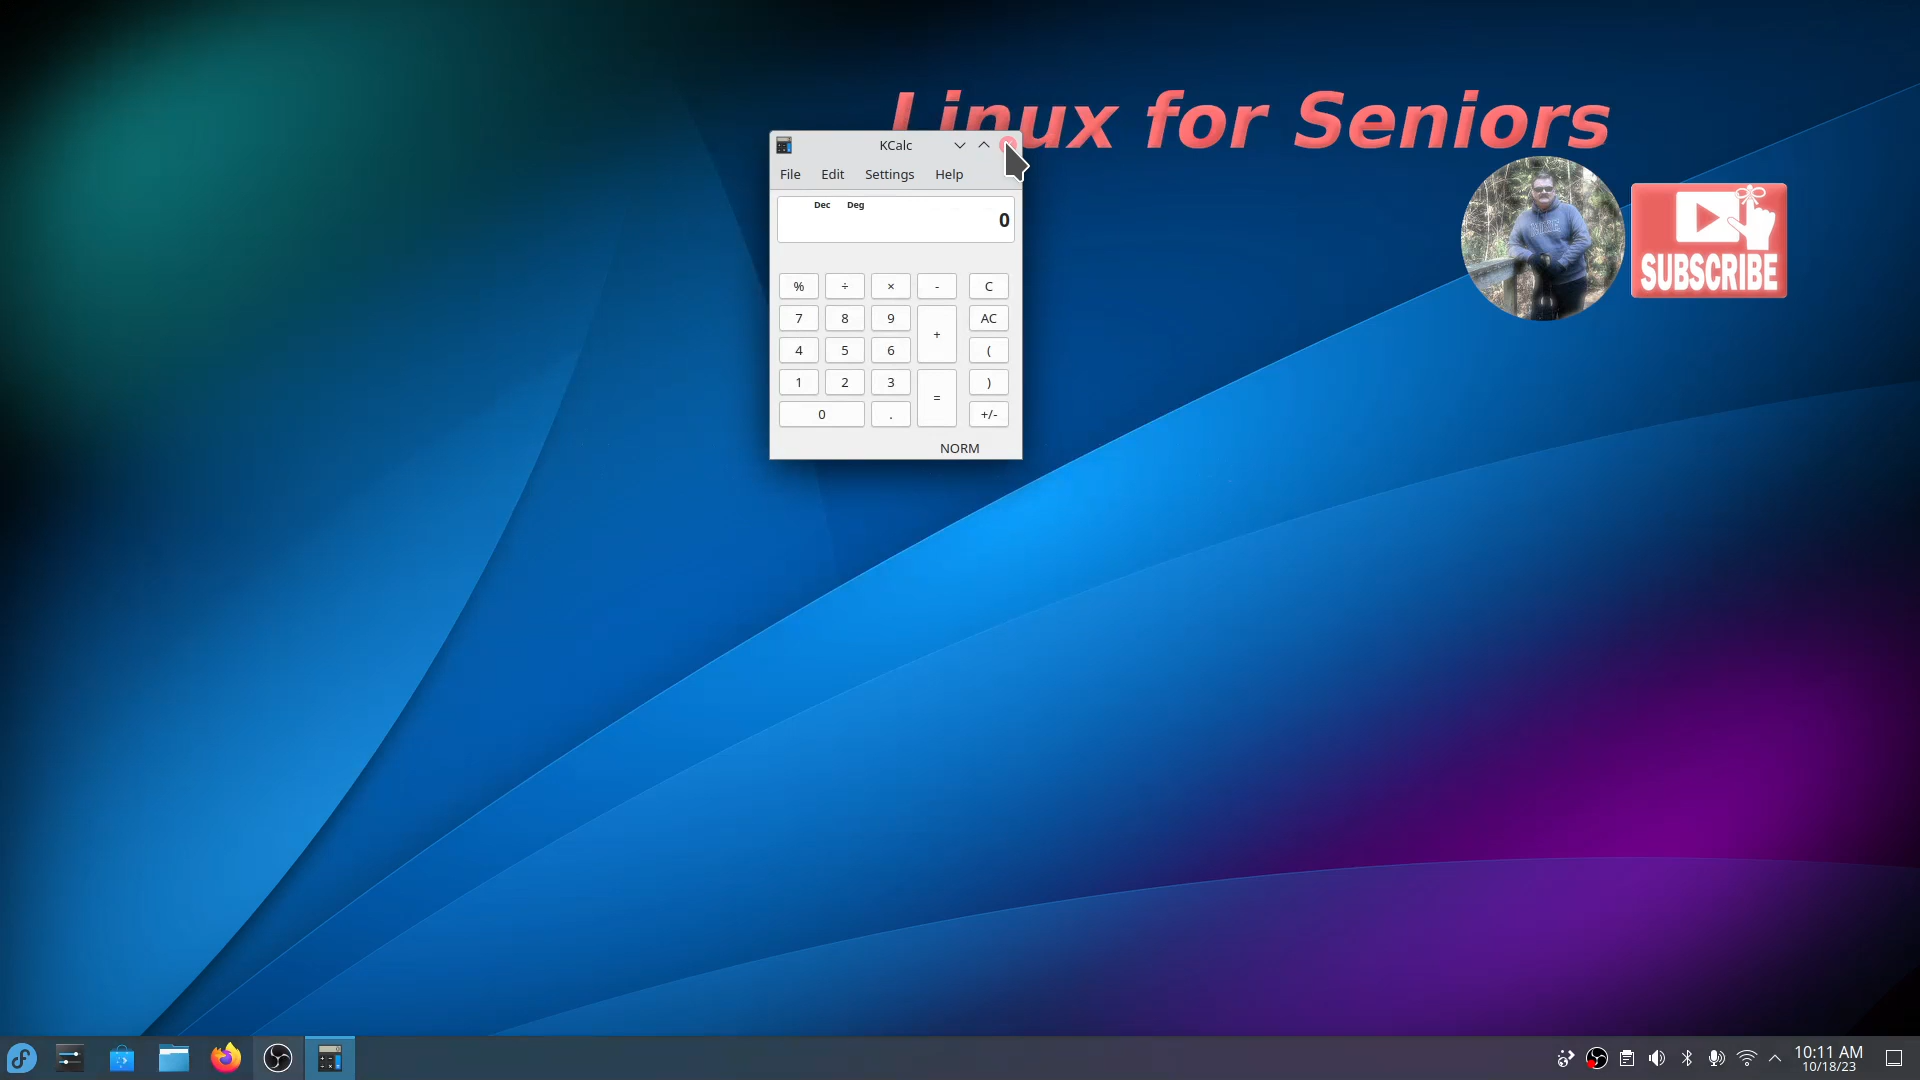 Linux for Seniors
KCalc
File Edit Settings Help
Dec Deg
0
% ÷ × - C
7 8 9 + AC
4 5 6 (
1 2 3 = )
0 . +/-
NORM
SUBSCRIBE
10:11 AM
10/18/23